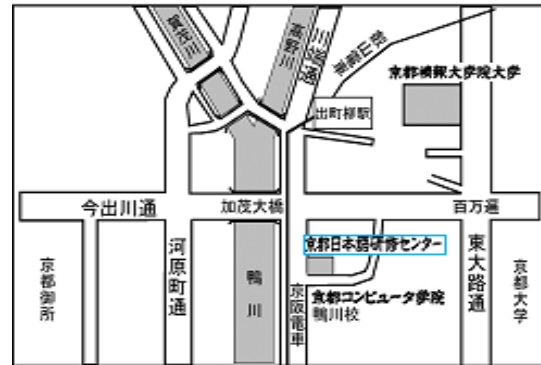 賀茂川
高野川
川端通
叡山電車
京都情報大学院大学
出町柳駅
今出川通
加茂大橋
百万遍
京都御所
河原町通
鴨川
京都日本語研修センター
京阪電車
京都コンピュータ学院
鴨川校
東大路通
京都大学